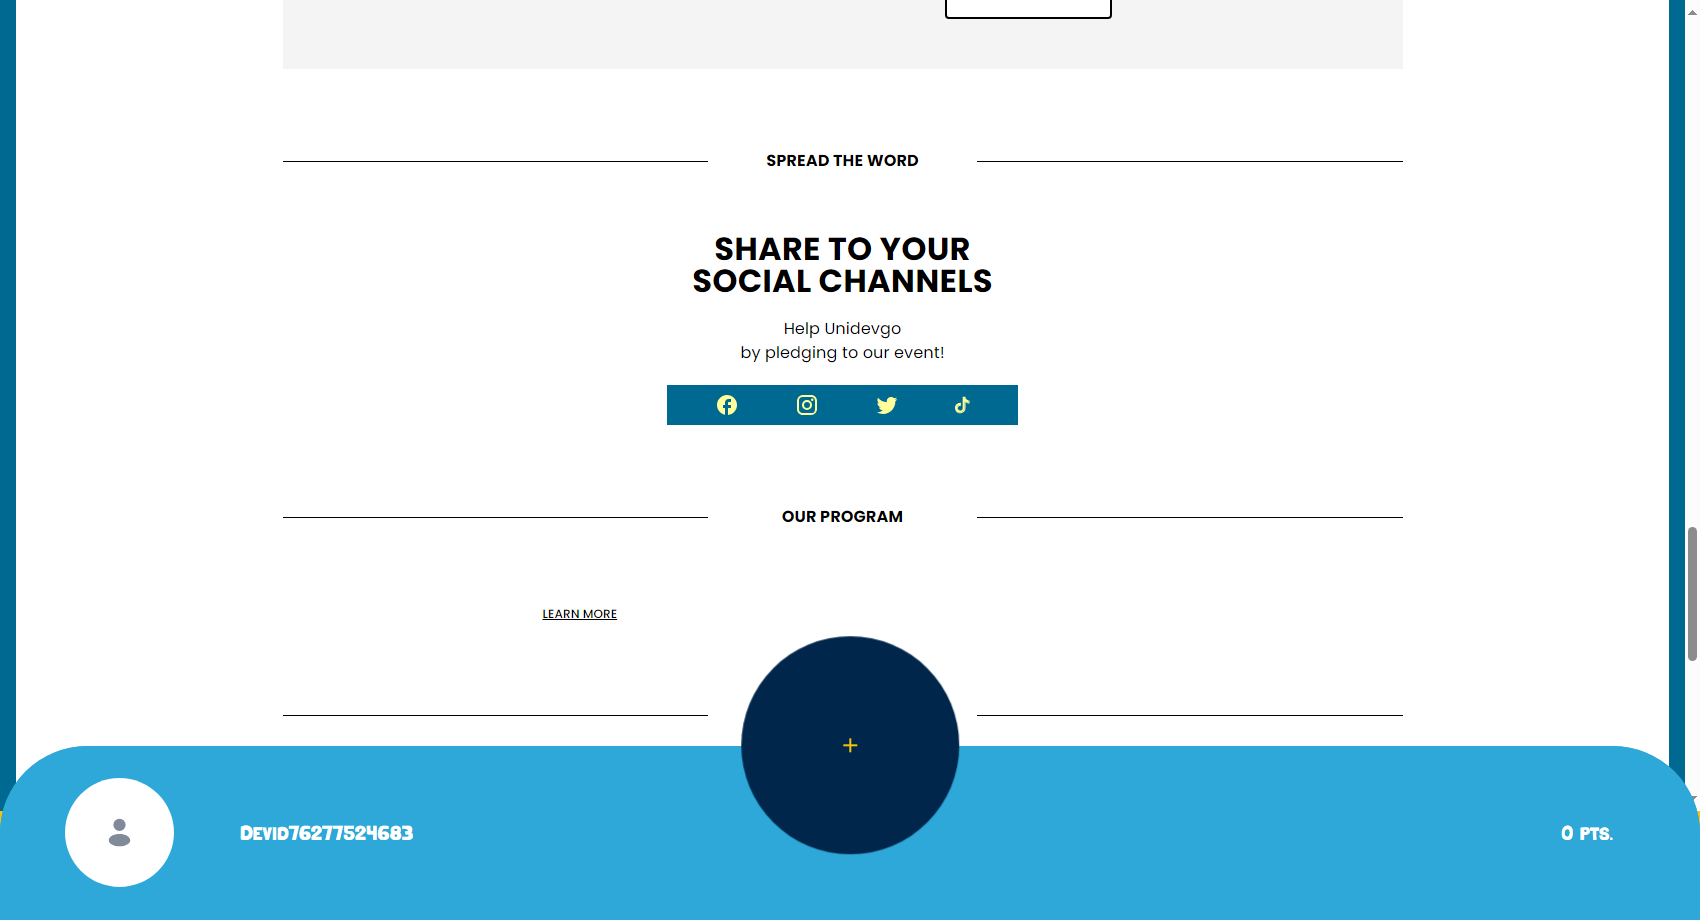 SPREAD THE WORD
SHARE TO YOUR
SOCIAL CHANNELS
Help Unidevgo
by pledging to our event!
OUR PROGRAM
LEARN MORE
+
Devid76277524683
0 pts.